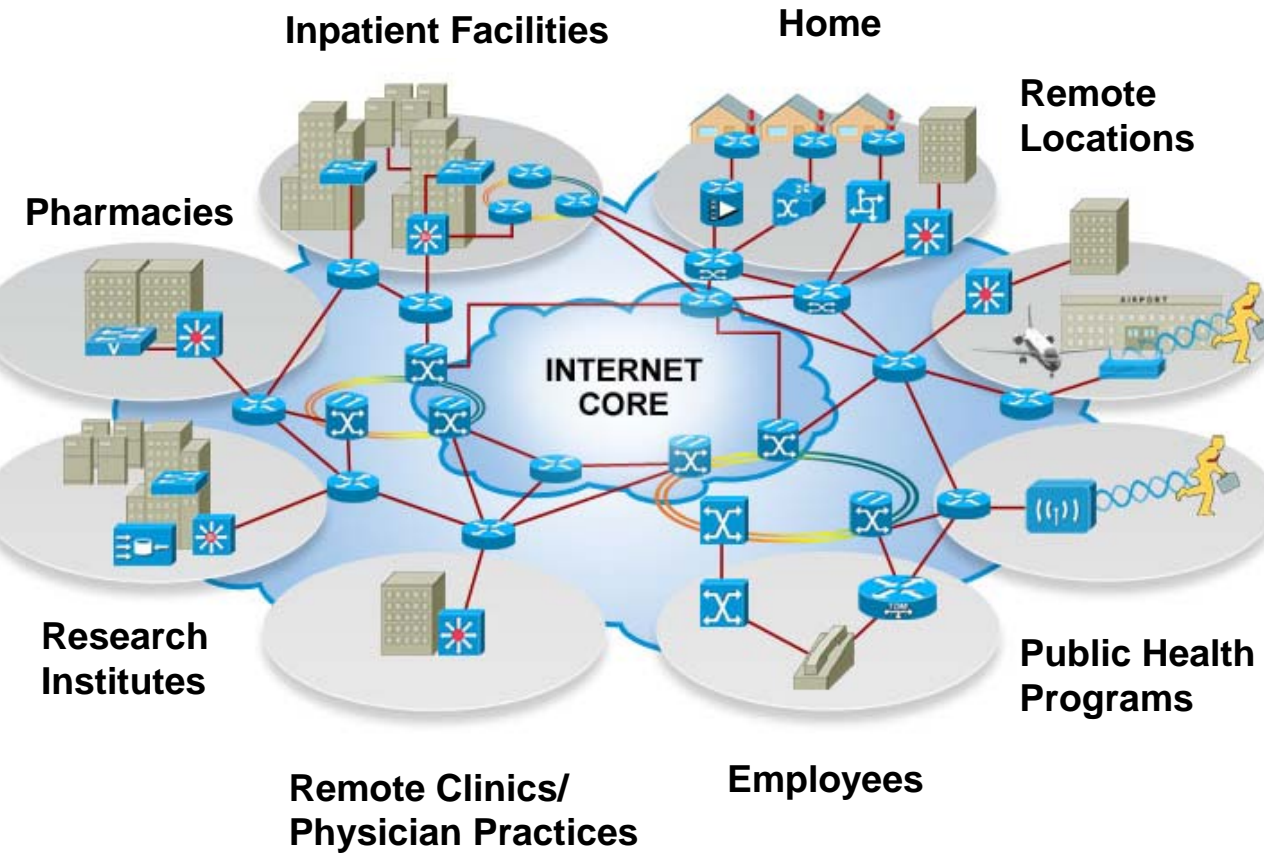 Inpatient Facilities
Home
Remote
Locations
Pharmacies
AIRPORT
INTERNET
CORE
V
TDM
Research
Institutes
Public Health
Programs
Employees
Remote Clinics/
Physician Practices